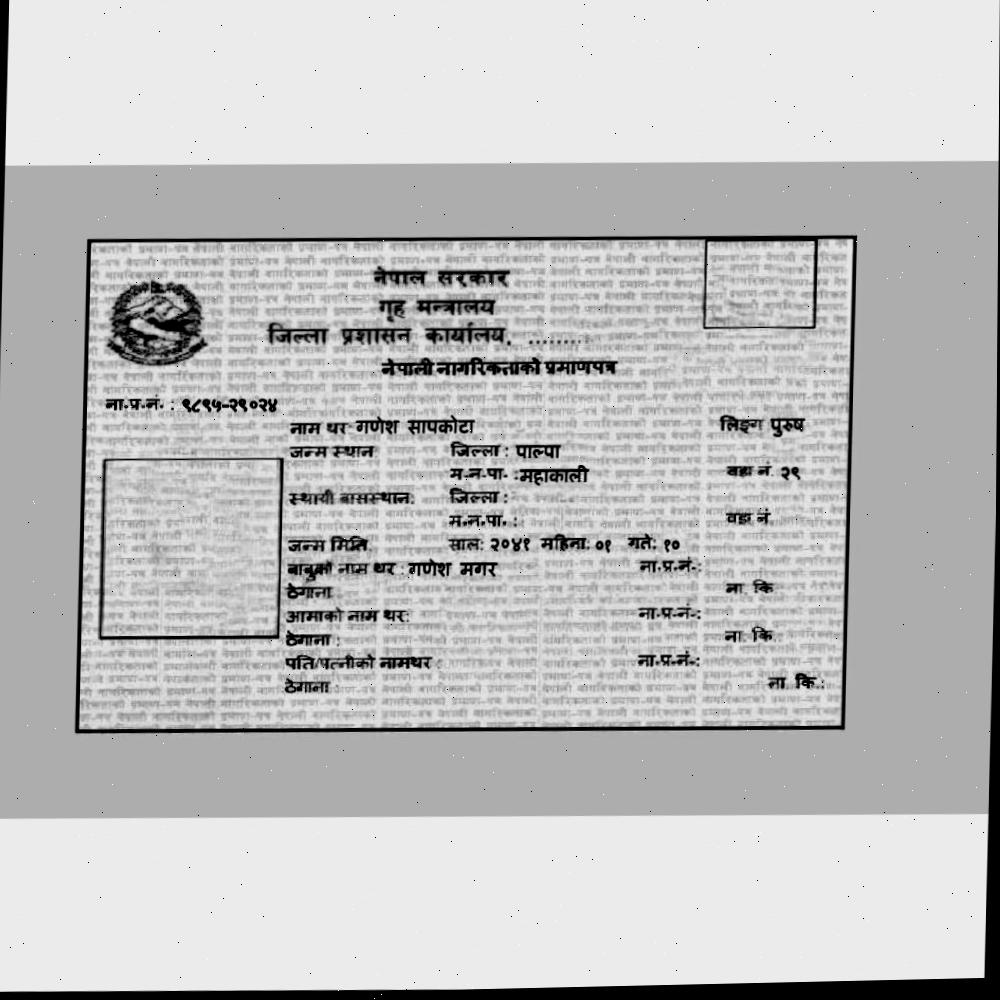 नेपाल सरकार
गृह मन्त्रालय
जिल्ला प्रशासन कार्यालय, .........
नेपाली नागरिकताको प्रमाणपत्र
ना.प्र.नं. : ९८९५-२९०२४
नाम थर गणेश सापकोटा लिङ्ग पुरुष
जन्म स्थान जिल्ला : पाल्पा
म.न.पा. :महाकाली वडा नं. २९
स्थायी बासस्थान: जिल्ला :
म.न.पा. : वडा नं
जन्म मिति साल: २०४१ महिना: ०१ गते: १०
बाबुको नाम थर : गणेश मगर ना.प्र.नं.:
ठेगाना ना. कि
आमाको नाम थर: ना.प्र.नं.:
ठेगाना : ना. कि.
पति/पत्नीको नामथर : ना.प्र.नं.:
ठेगाना : ना. कि.: